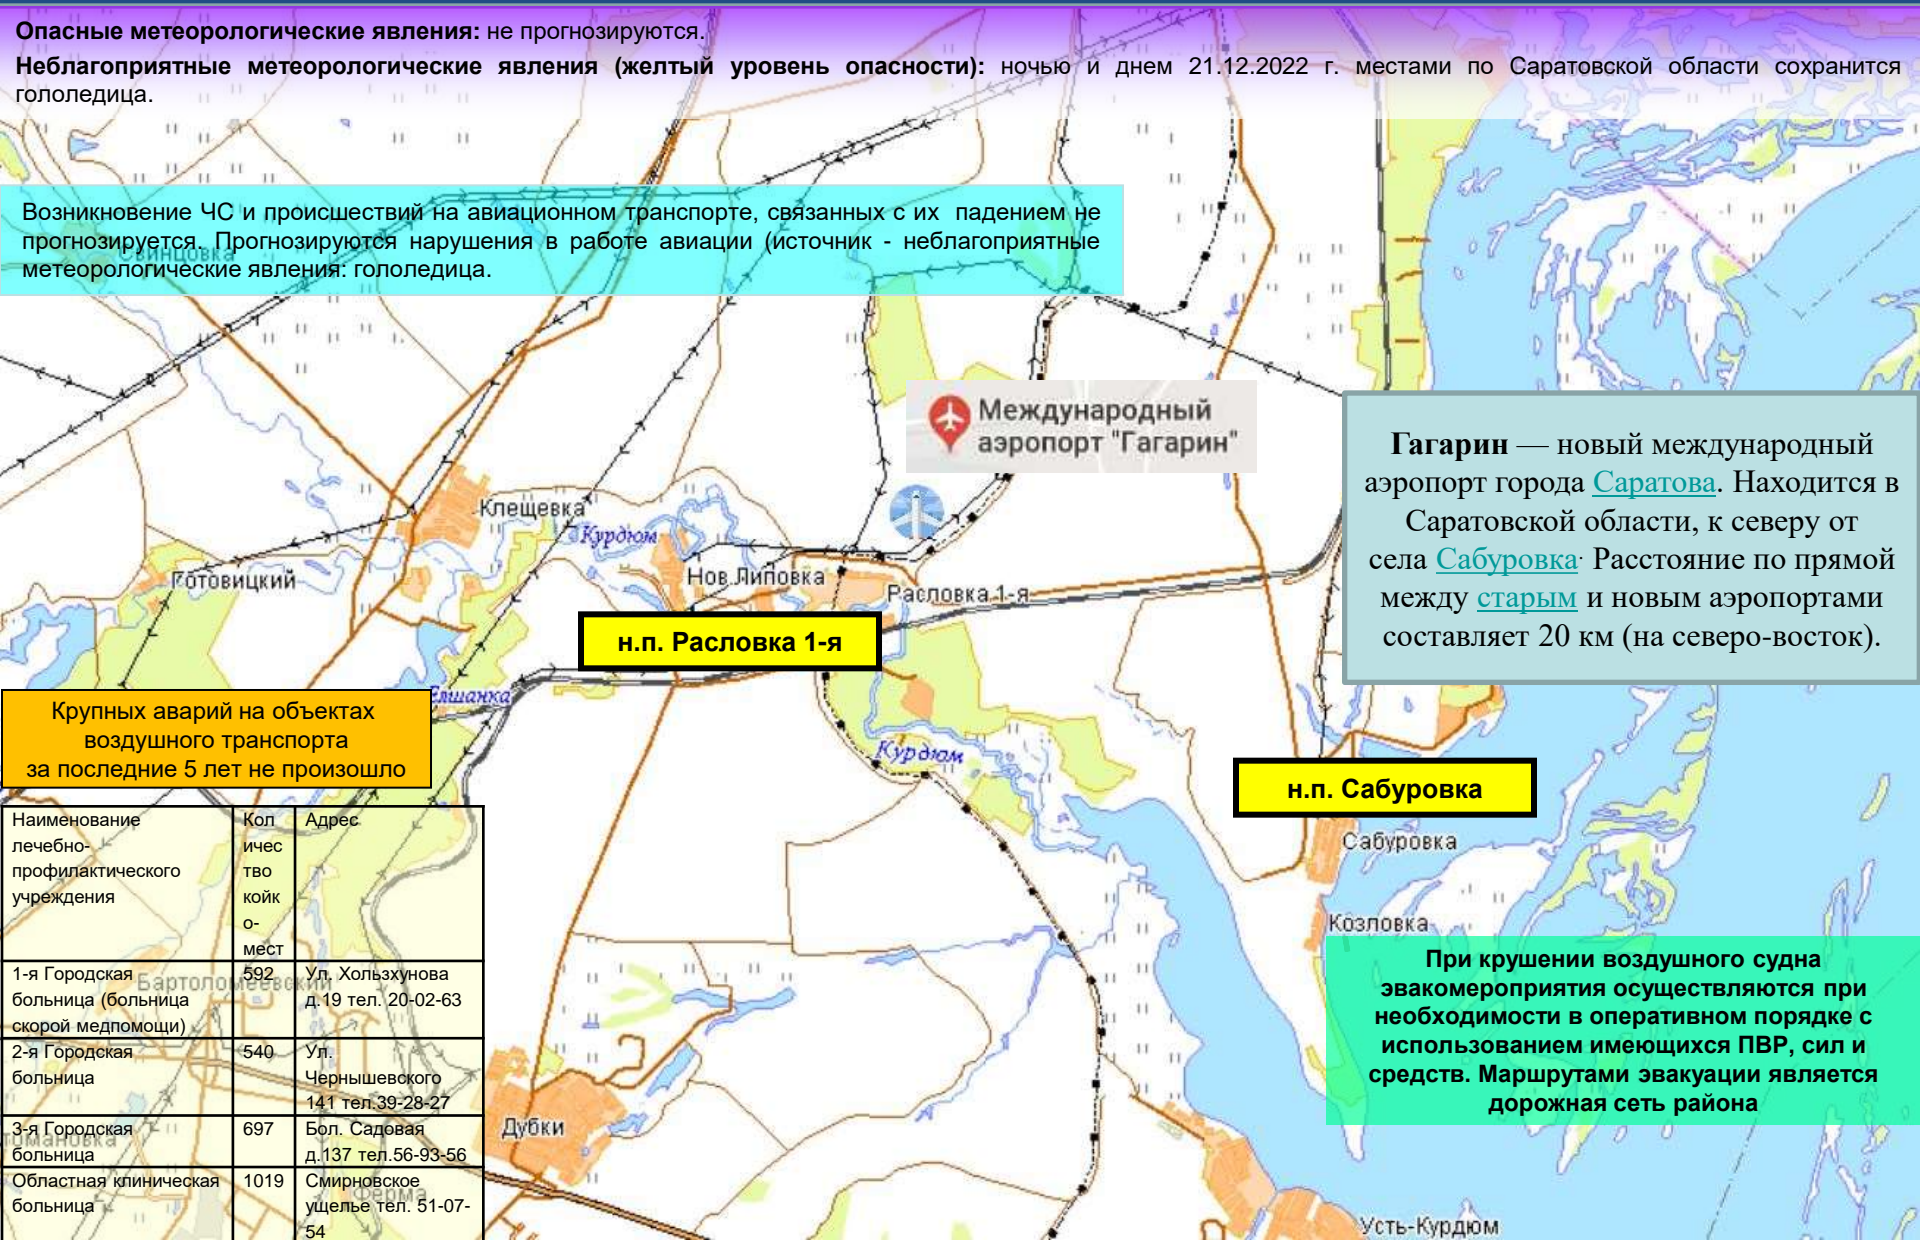 Опасные метеорологические явления: не прогнозируются.
Неблагоприятные метеорологические явления (желтый уровень опасности): ночью и днем 21.12.2022 г. местами по Саратовской области сохранится
гололедица.
Возникновение ЧС и происшествий на авиационном транспорте, связанных с их падением не
прогнозируется. Прогнозируются нарушения в работе авиации (источник - неблагоприятные
метеорологические явления: гололедица.
Свинцовка
Международный
аэропорт "Гагарин"
Гагарин — новый международный
аэропорт города Саратова. Находится в
Саратовской области, к северу от
села Сабуровка. Расстояние по прямой
между старым и новым аэропортами
составляет 20 км (на северо-восток).
Клещевка
Курдюм
Готовицкий
Нов.Липовка
Расловка 1-я
н.п. Расловка 1-я
Елшанка
Крупных аварий на объектах
воздушного транспорта
за последние 5 лет не произошло
Курдюм
н.п. Сабуровка
Сабуровка
Козловка
Наименование
лечебно-
профилактического
учреждения
Кол
ичес
тво
койк
о-
мест
Адрес
1-я Городская
больница (больница
скорой медпомощи)
592
Ул. Хользхунова
д.19 тел. 20-02-63
2-я Городская
больница
540
Ул.
Чернышевского
141 тел.39-28-27
3-я Городская
больница
697
Бол. Садовая
д.137 тел.56-93-56
Областная клиническая
больница
1019
Смирновское
ущелье тел. 51-07-
54
Бартоломеевский
Ферма
При крушении воздушного судна
эвакомероприятия осуществляются при
необходимости в оперативном порядке с
использованием имеющихся ПВР, сил и
средств. Маршрутами эвакуации является
дорожная сеть района
Дубки
Усть-Курдюм